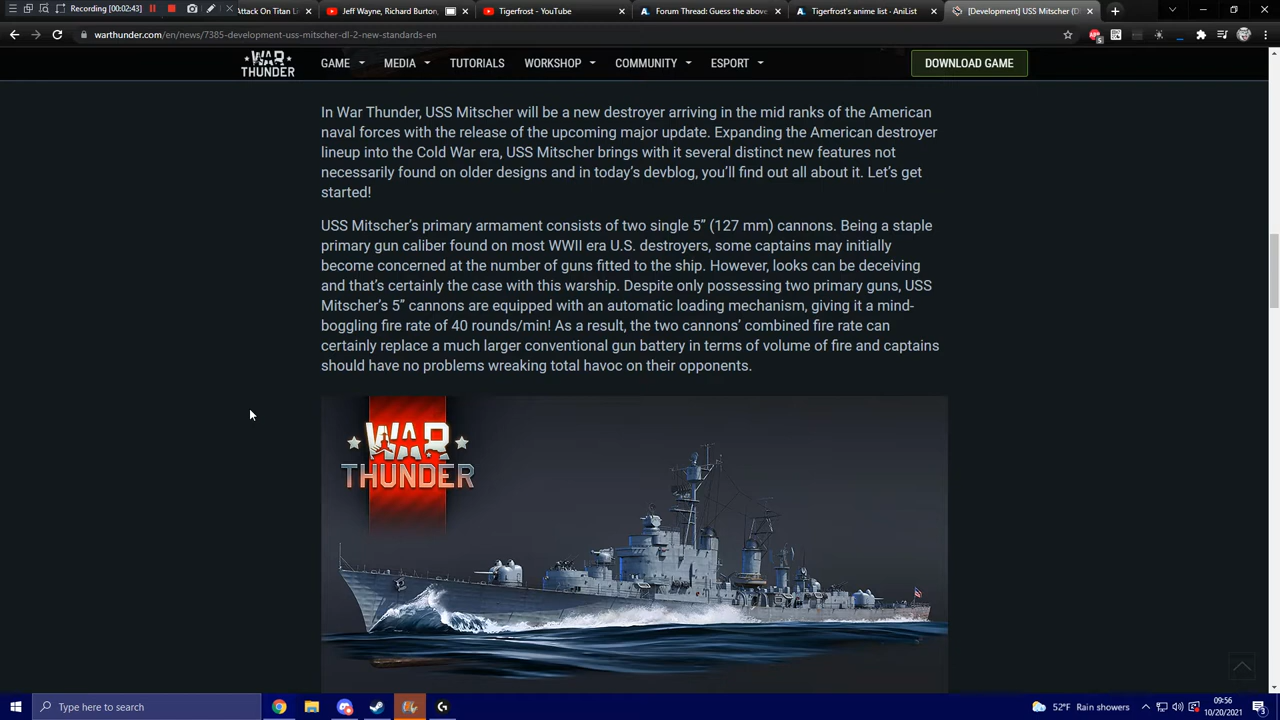 Recording [00:02:43]
Attack On Titan Li
Jeff Wayne, Richard Burton,
Tigerfrost - YouTube
Forum Thread: Guess the above
Tigerfrost's anime list · AniList
[Development] USS Mitscher (D
warthunder.com/en/news/7385-development-uss-mitscher-dl-2-new-standards-en
5
WAR THUNDER
GAME
MEDIA
TUTORIALS
WORKSHOP
COMMUNITY
ESPORT
DOWNLOAD GAME
In War Thunder, USS Mitscher will be a new destroyer arriving in the mid ranks of the American
naval forces with the release of the upcoming major update. Expanding the American destroyer
lineup into the Cold War era, USS Mitscher brings with it several distinct new features not
necessarily found on older designs and in today's devblog, you'll find out all about it. Let's get
started!
USS Mitscher's primary armament consists of two single 5” (127 mm) cannons. Being a staple
primary gun caliber found on most WWII era U.S. destroyers, some captains may initially
become concerned at the number of guns fitted to the ship. However, looks can be deceiving
and that's certainly the case with this warship. Despite only possessing two primary guns, USS
Mitscher's 5” cannons are equipped with an automatic loading mechanism, giving it a mind-
boggling fire rate of 40 rounds/min! As a result, the two cannons' combined fire rate can
certainly replace a much larger conventional gun battery in terms of volume of fire and captains
should have no problems wreaking total havoc on their opponents.
WAR
THUNDER
Type here to search
52°F Rain showers
09:56
10/20/2021
3